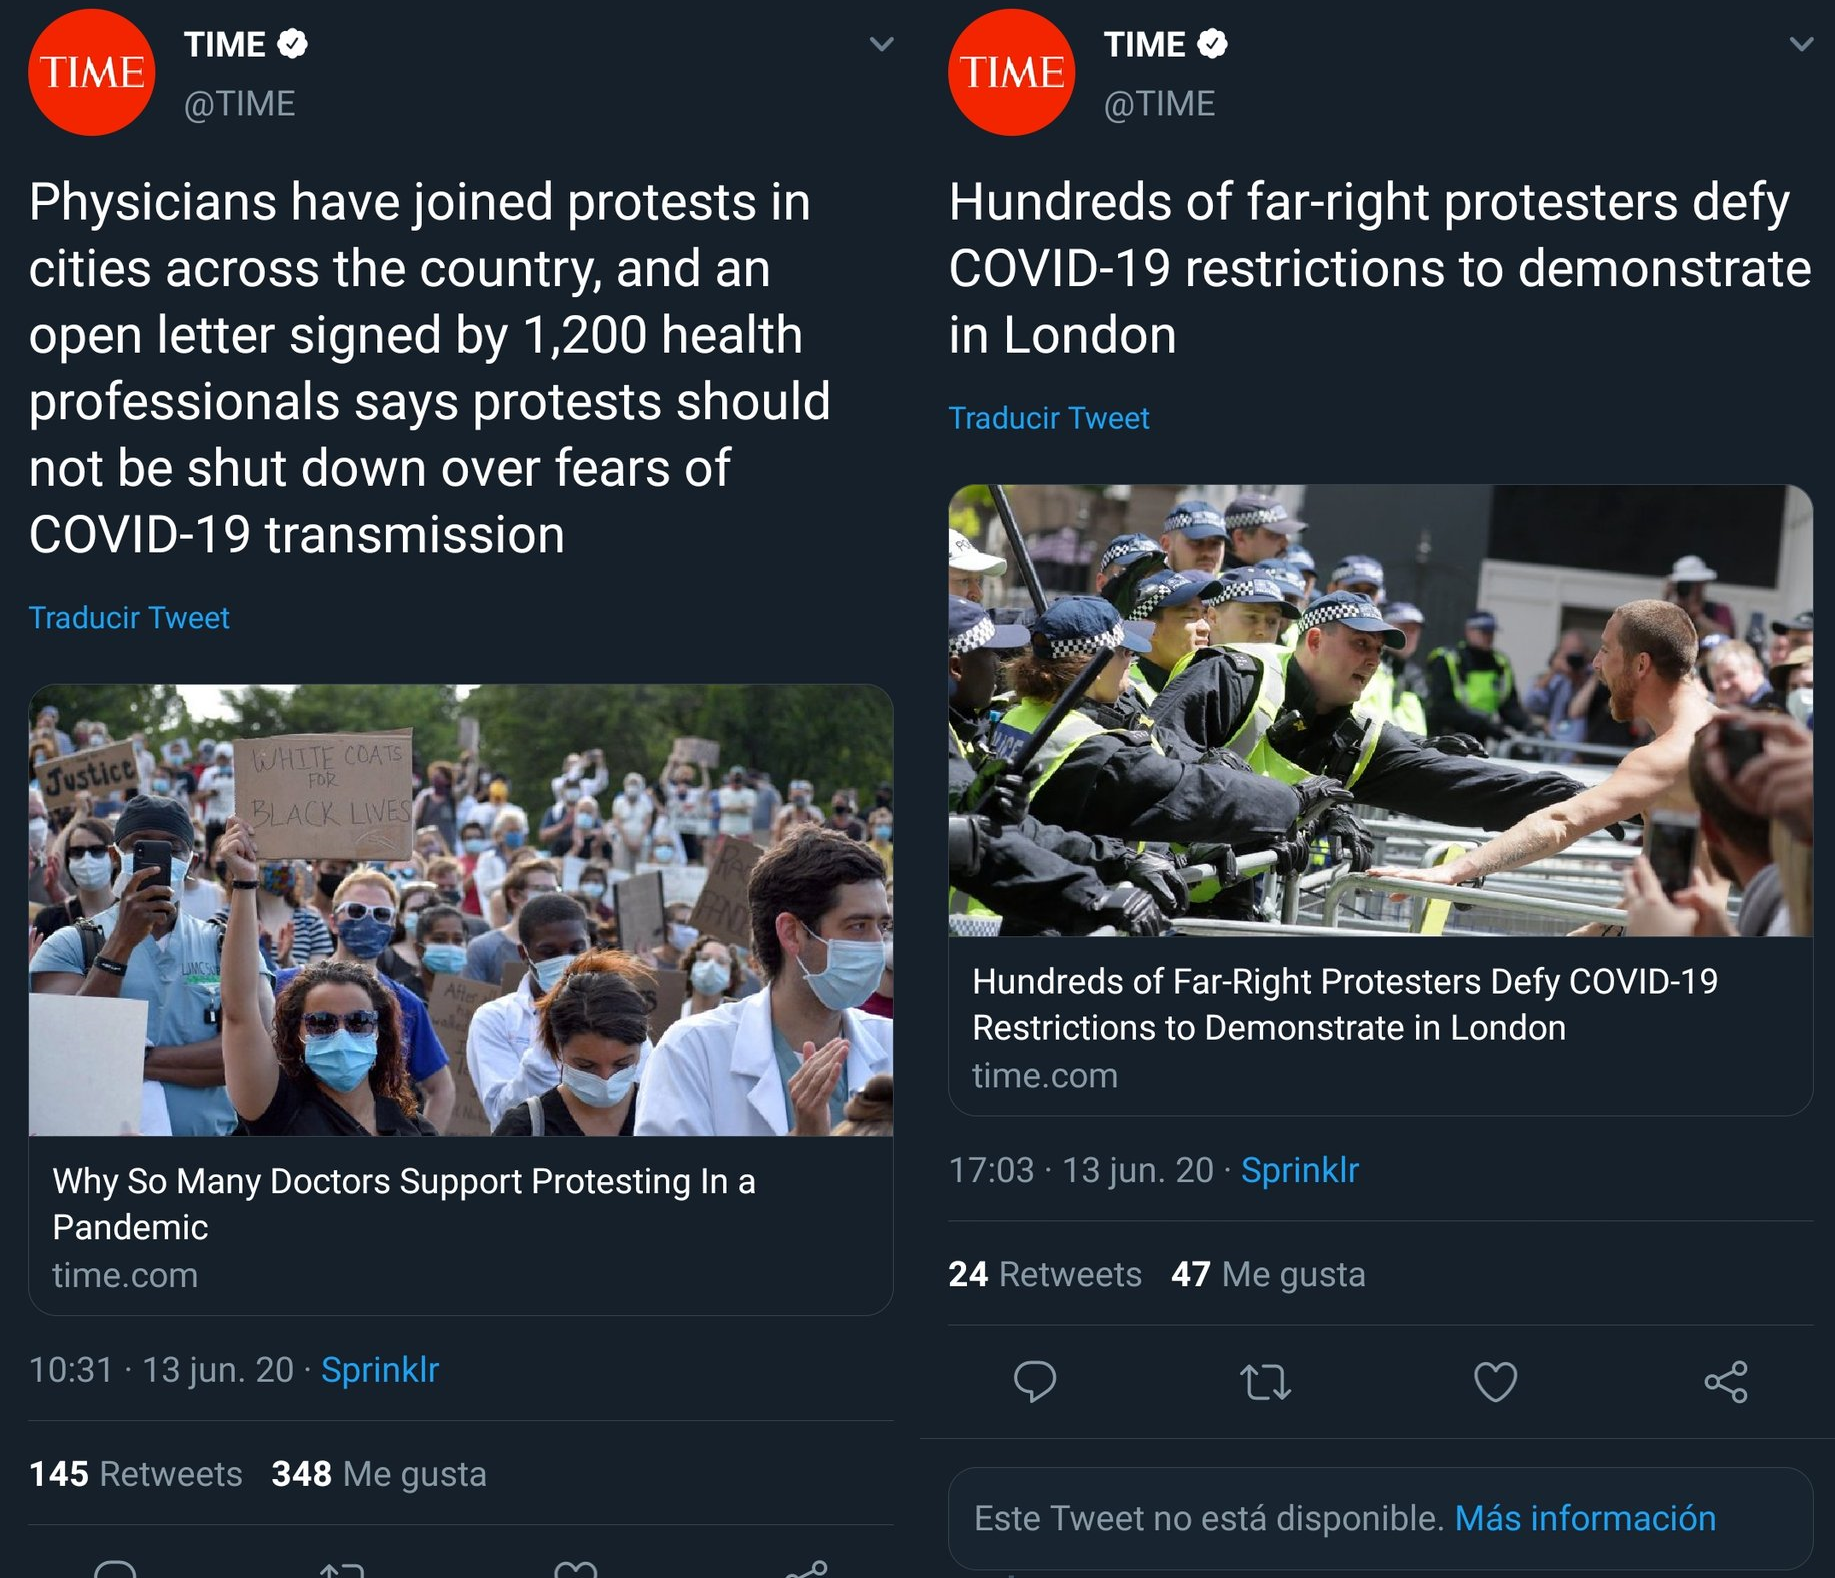 TIME
TIME
@TIME
Physicians have joined protests in
cities across the country, and an
open letter signed by 1,200 health
professionals says protests should
not be shut down over fears of
COVID-19 transmission
Traducir Tweet
Justice
WHITE COATS
FOR
BLACK LIVES
Why So Many Doctors Support Protesting In a
Pandemic
time.com
10:31 · 13 jun. 20 · Sprinklr
145 Retweets 348 Me gusta
TIME
TIME
@TIME
Hundreds of far-right protesters defy
COVID-19 restrictions to demonstrate
in London
Traducir Tweet
Hundreds of Far-Right Protesters Defy COVID-19
Restrictions to Demonstrate in London
time.com
17:03 · 13 jun. 20 · Sprinklr
24 Retweets 47 Me gusta
Este Tweet no está disponible. Más información